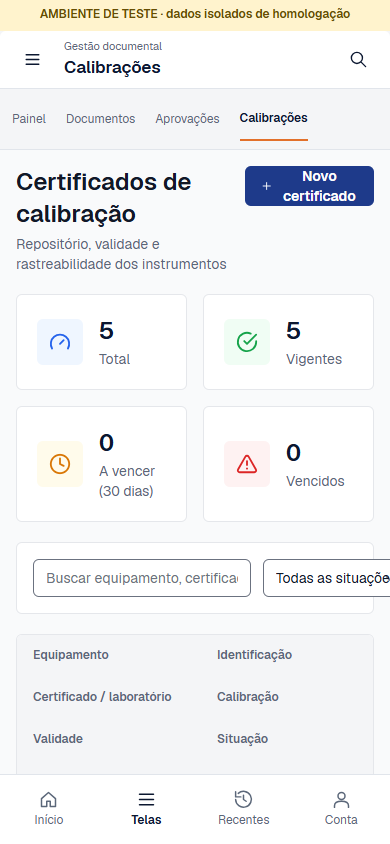 AMBIENTE DE TESTE · dados isolados de homologação
Gestão documental
Calibrações
Painel
Documentos
Aprovações
Calibrações
Certificados de
calibração
Novo
certificado
Repositório, validade e
rastreabilidade dos instrumentos
5
Total
5
Vigentes
0
A vencer
(30 dias)
0
Vencidos
Buscar equipamento, certifica
Todas as situaçõe
Equipamento
Identificação
Certificado / laboratório
Calibração
Validade
Situação
Início
Telas
Recentes
Conta